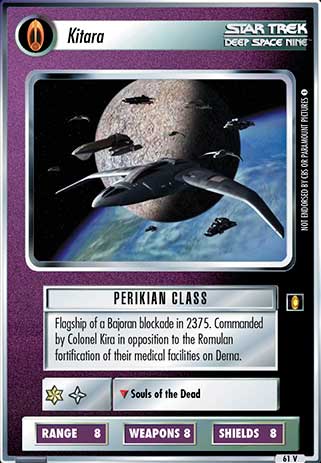 Kitara
STAR TREK
DEEP SPACE NINE
NOT ENDORSED BY CBS OR PARAMOUNT PICTURES
PERIKIAN CLASS
Flagship of a Bajoran blockade in 2375. Commanded
by Colonel Kira in opposition to the Romulan
fortification of their medical facilities on Derna.
Souls of the Dead
RANGE 8 WEAPONS 8 SHIELDS 8
61 V